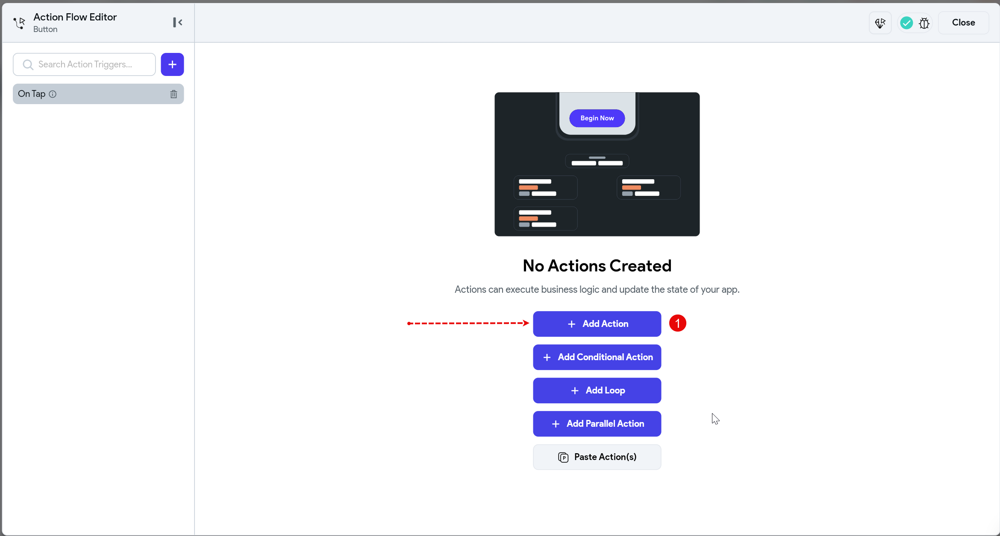 Action Flow Editor
Button
Close
Search Action Triggers...
On Tap
Begin Now
No Actions Created
Actions can execute business logic and update the state of your app.
Add Action
1
Add Conditional Action
Add Loop
Add Parallel Action
P
Paste Action(s)